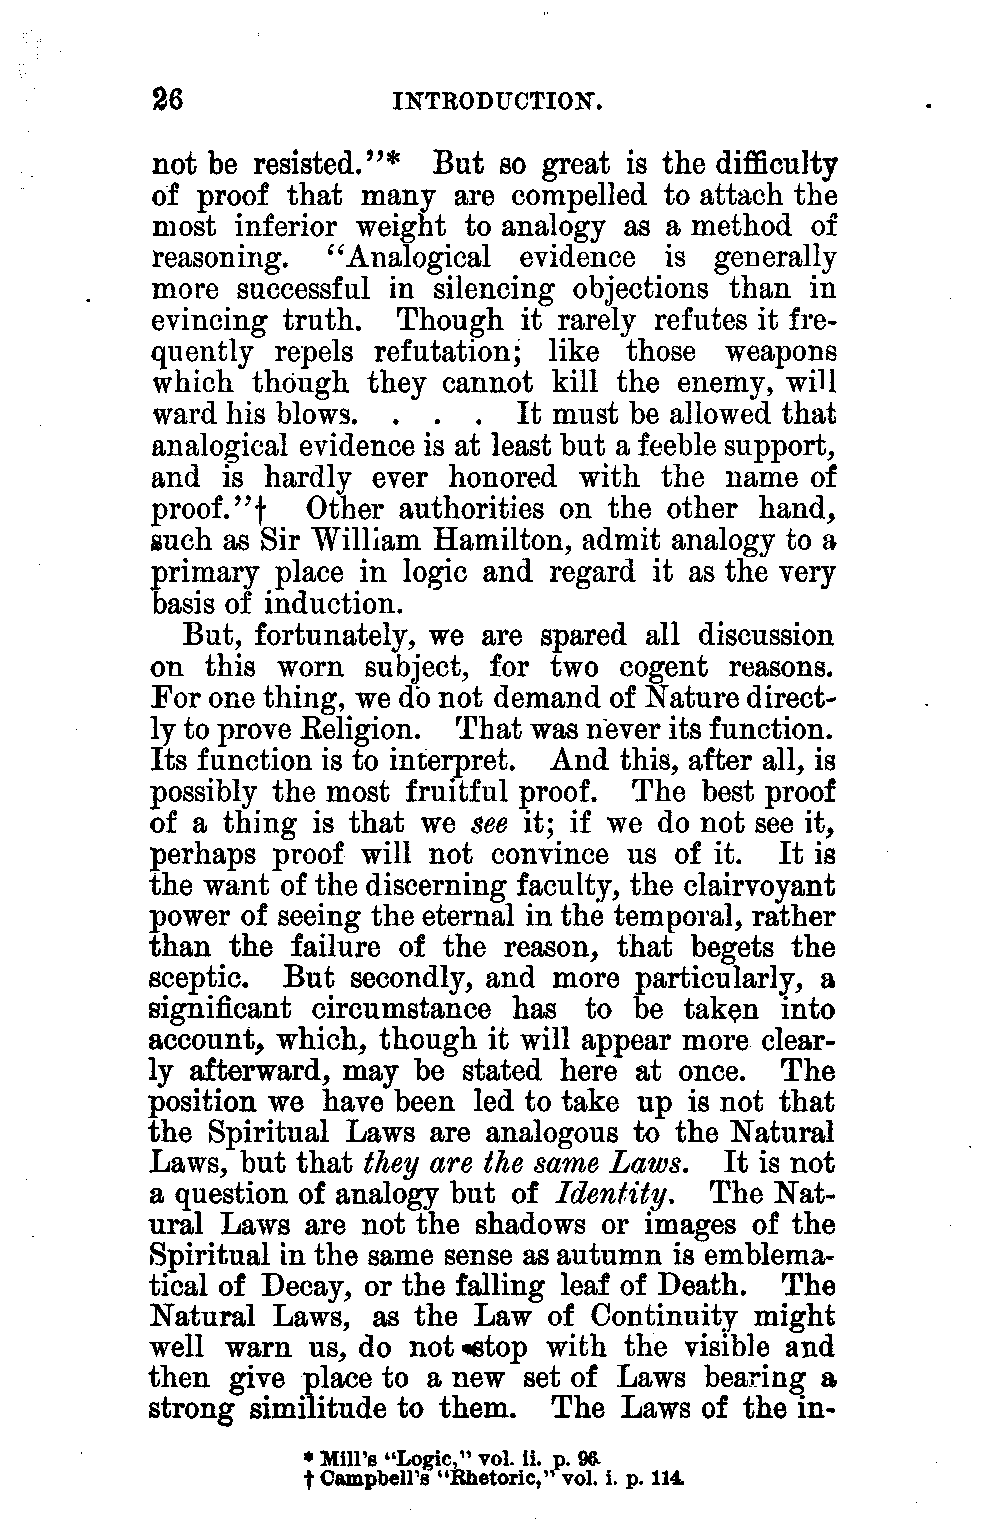 26 INTRODUCTION.
not be resisted."* But so great is the difficulty
of proof that many are compelled to attach the
most inferior weight to analogy as a method of
reasoning. "Analogical evidence is generally
more successful in silencing objections than in
evincing truth. Though it rarely refutes it fre-
quently repels refutation; like those weapons
which though they cannot kill the enemy, will
ward his blows. . . . It must be allowed that
analogical evidence is at least but a feeble support,
and is hardly ever honored with the name of
proof."† Other authorities on the other hand,
such as Sir William Hamilton, admit analogy to a
primary place in logic and regard it as the very
basis of induction.
But, fortunately, we are spared all discussion
on this worn subject, for two cogent reasons.
For one thing, we do not demand of Nature direct-
ly to prove Religion. That was never its function.
Its function is to interpret. And this, after all, is
possibly the most fruitful proof. The best proof
of a thing is that we see it; if we do not see it,
perhaps proof will not convince us of it. It is
the want of the discerning faculty, the clairvoyant
power of seeing the eternal in the temporal, rather
than the failure of the reason, that begets the
sceptic. But secondly, and more particularly, a
significant circumstance has to be taken into
account, which, though it will appear more clear-
ly afterward, may be stated here at once. The
position we have been led to take up is not that
the Spiritual Laws are analogous to the Natural
Laws, but that they are the same Laws. It is not
a question of analogy but of Identity. The Nat-
ural Laws are not the shadows or images of the
Spiritual in the same sense as autumn is emblema-
tical of Decay, or the falling leaf of Death. The
Natural Laws, as the Law of Continuity might
well warn us, do not stop with the visible and
then give place to a new set of Laws bearing a
strong similitude to them. The Laws of the in-
* Mill's "Logic," vol. ii. p. 96.
† Campbell's "Rhetoric," vol. i. p. 114.